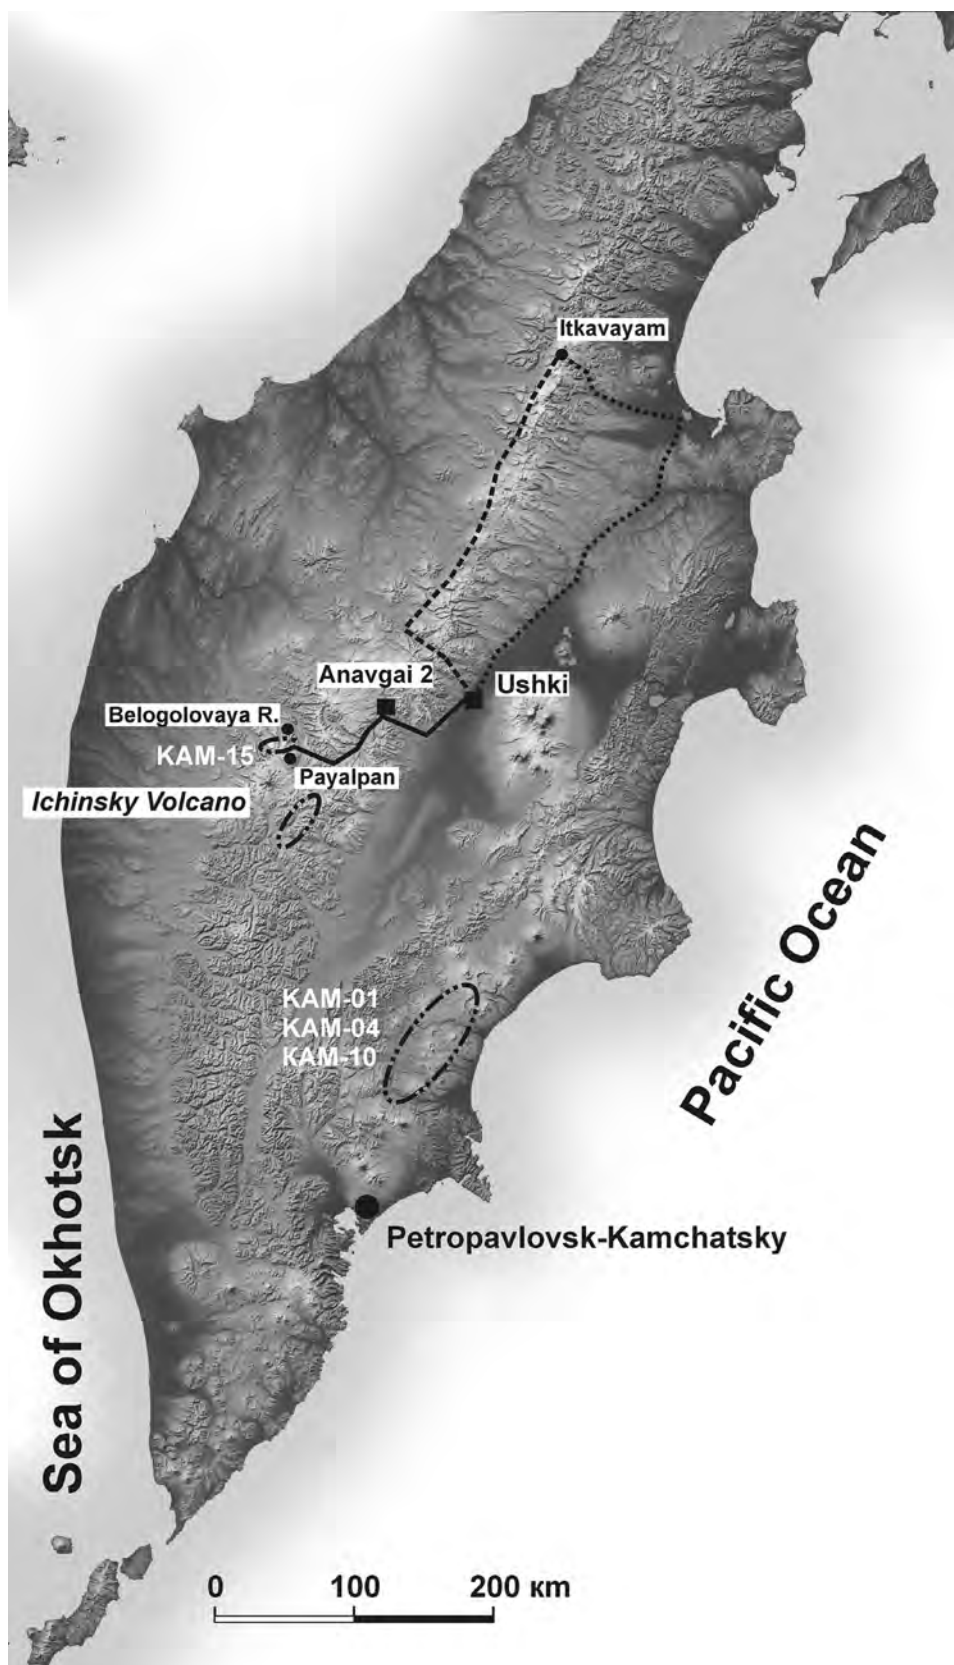 Itkavayam
Anavgai 2
Ushki
Belogolovaya R.
KAM-15
Payalpan
Ichinsky Volcano
Pacific Ocean
KAM-01
KAM-04
KAM-10
Sea of Okhotsk
Petropavlovsk-Kamchatsky
0 100 200 км